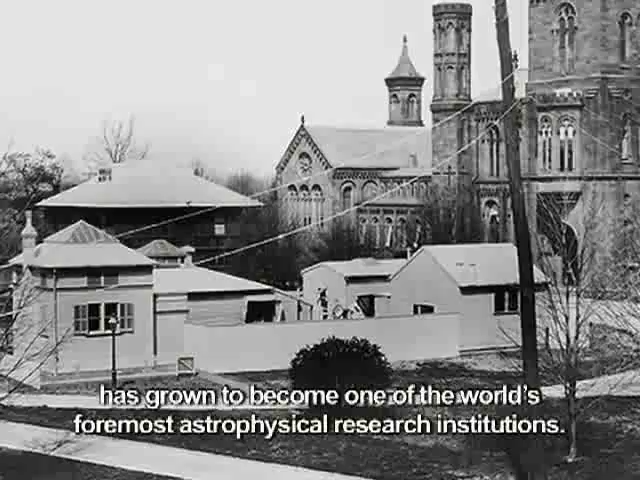 has grown to become one of the world's
foremost astrophysical research institutions.